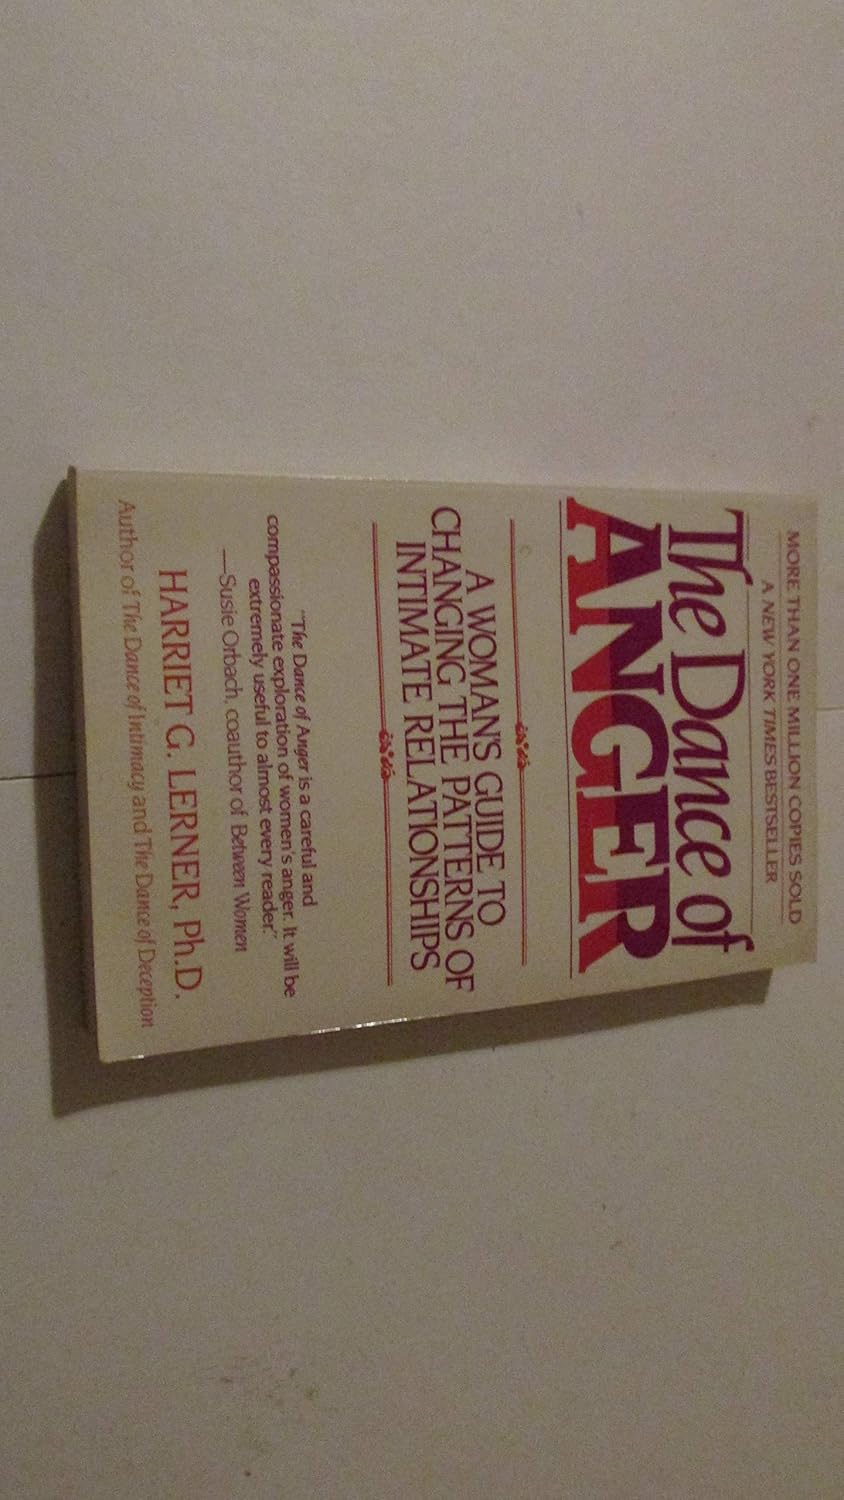 MORE THAN ONE MILLION COPIES SOLD
A NEW YORK TIMES BESTSELLER
The Dance of
ANGER
A WOMAN'S GUIDE TO
CHANGING THE PATTERNS OF
INTIMATE RELATIONSHIPS
"The Dance of Anger is a careful and
compassionate exploration of women's anger. It will be
extremely useful to almost every reader."
—Susie Orbach, coauthor of Between Women
HARRIET G. LERNER, Ph.D.
Author of The Dance of Intimacy and The Dance of Deception